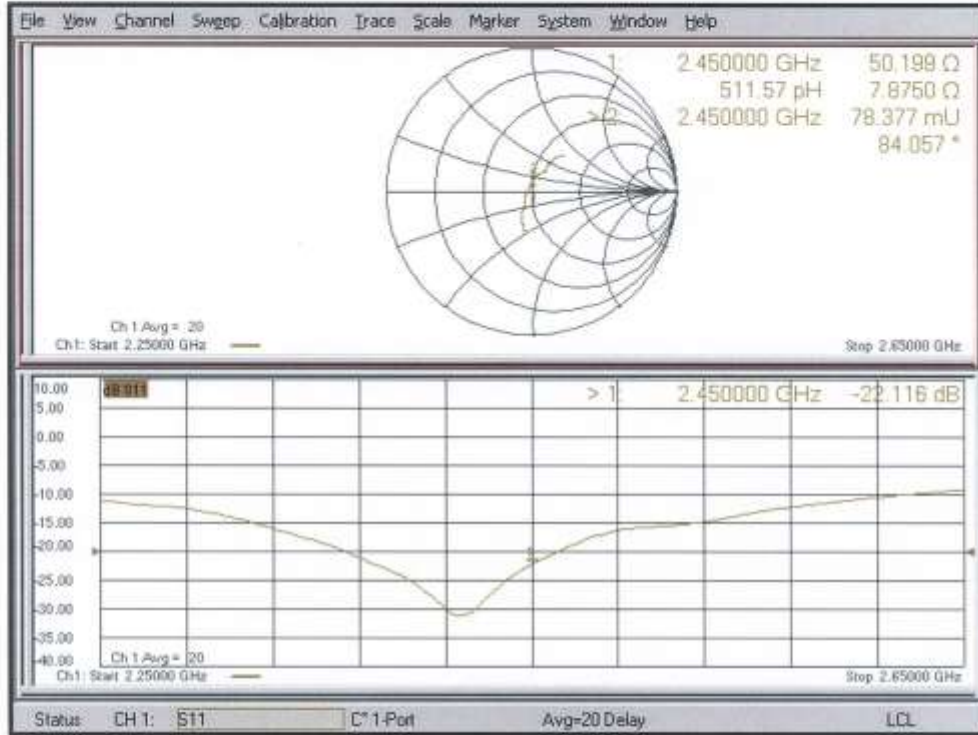 File View Channel Sweep Calibration Trace Scale Marker System Window Help
1: 2.450000 GHz 50.199 Ω
511.57 pH 7.8750 Ω
> 2: 2.450000 GHz 78.377 mU
84.057 °
Ch 1 Avg = 20
Ch1: Start 2.25000 GHz Stop 2.65000 GHz
10.00 dB S11 > 1: 2.450000 GHz -22.116 dB
5.00
0.00
-5.00
-10.00
-15.00
-20.00
1
-25.00
-30.00
-35.00
-40.00 Ch 1 Avg = 20
Ch1: Start 2.25000 GHz Stop 2.65000 GHz
Status CH 1: S11 C* 1-Port Avg=20 Delay LCL